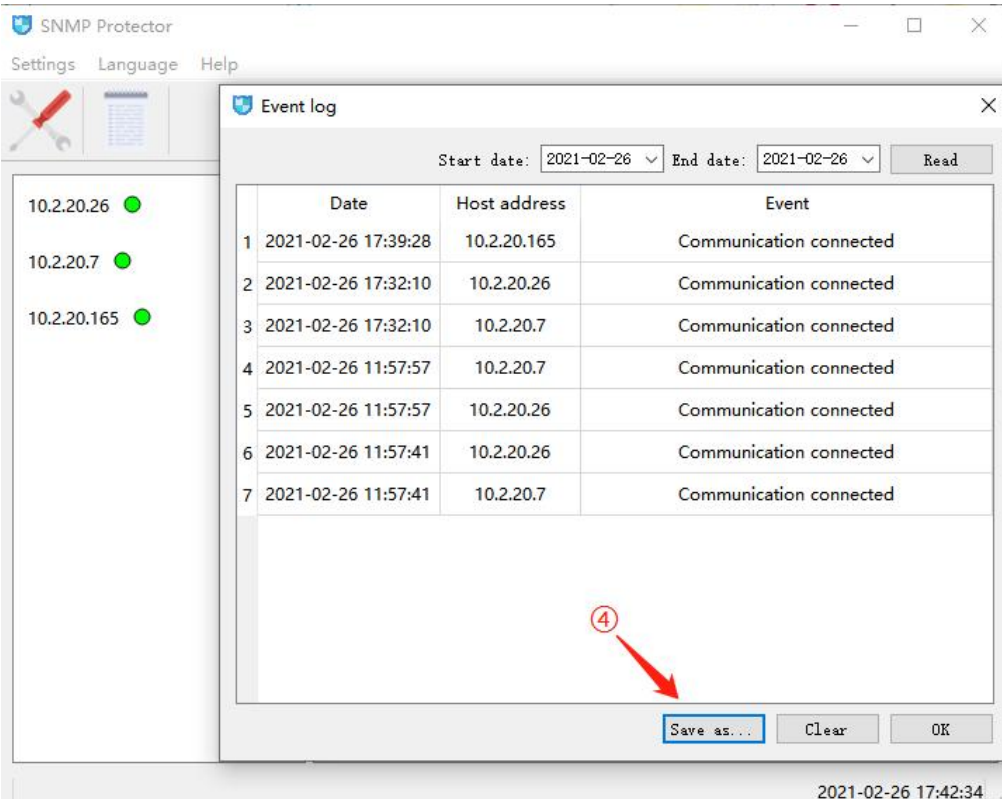 SNMP Protector
Settings Language Help
Event log
Start date: 2021-02-26 End date: 2021-02-26 Read
10.2.20.26
10.2.20.7
10.2.20.165
Date Host address Event
1 2021-02-26 17:39:28 10.2.20.165 Communication connected
2 2021-02-26 17:32:10 10.2.20.26 Communication connected
3 2021-02-26 17:32:10 10.2.20.7 Communication connected
4 2021-02-26 11:57:57 10.2.20.7 Communication connected
5 2021-02-26 11:57:57 10.2.20.26 Communication connected
6 2021-02-26 11:57:41 10.2.20.26 Communication connected
7 2021-02-26 11:57:41 10.2.20.7 Communication connected
④
Save as... Clear OK
2021-02-26 17:42:34